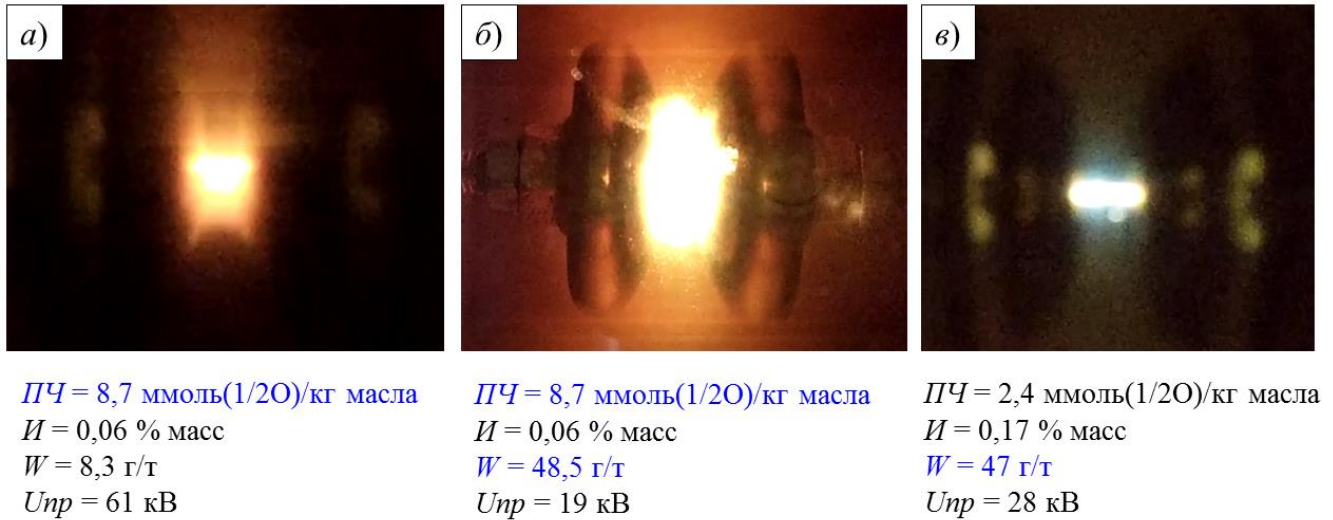 а)
б)
в)
ПЧ = 8,7 ммоль(1/2О)/кг масла
И = 0,06 % масс
W = 8,3 г/т
Uпр = 61 кВ
ПЧ = 8,7 ммоль(1/2О)/кг масла
И = 0,06 % масс
W = 48,5 г/т
Uпр = 19 кВ
ПЧ = 2,4 ммоль(1/2О)/кг масла
И = 0,17 % масс
W = 47 г/т
Uпр = 28 кВ